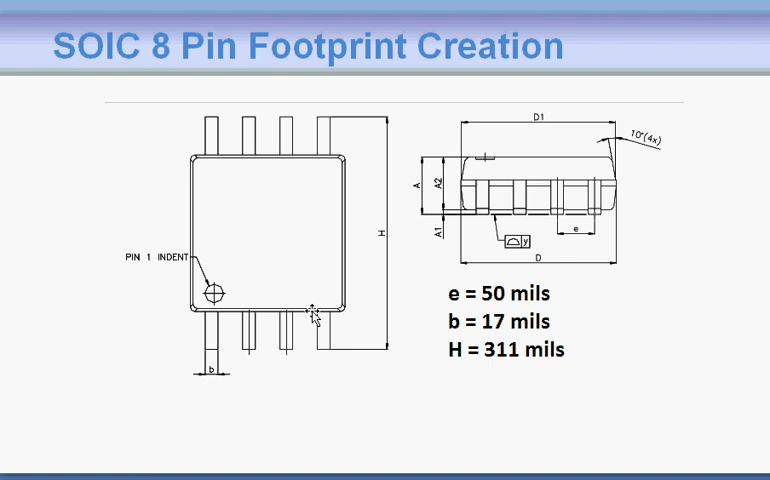 SOIC 8 Pin Footprint Creation
D1
10°(4x)
A
A2
H
A1
e
y
PIN 1 INDENT
D
e = 50 mils
b = 17 mils
H = 311 mils
b